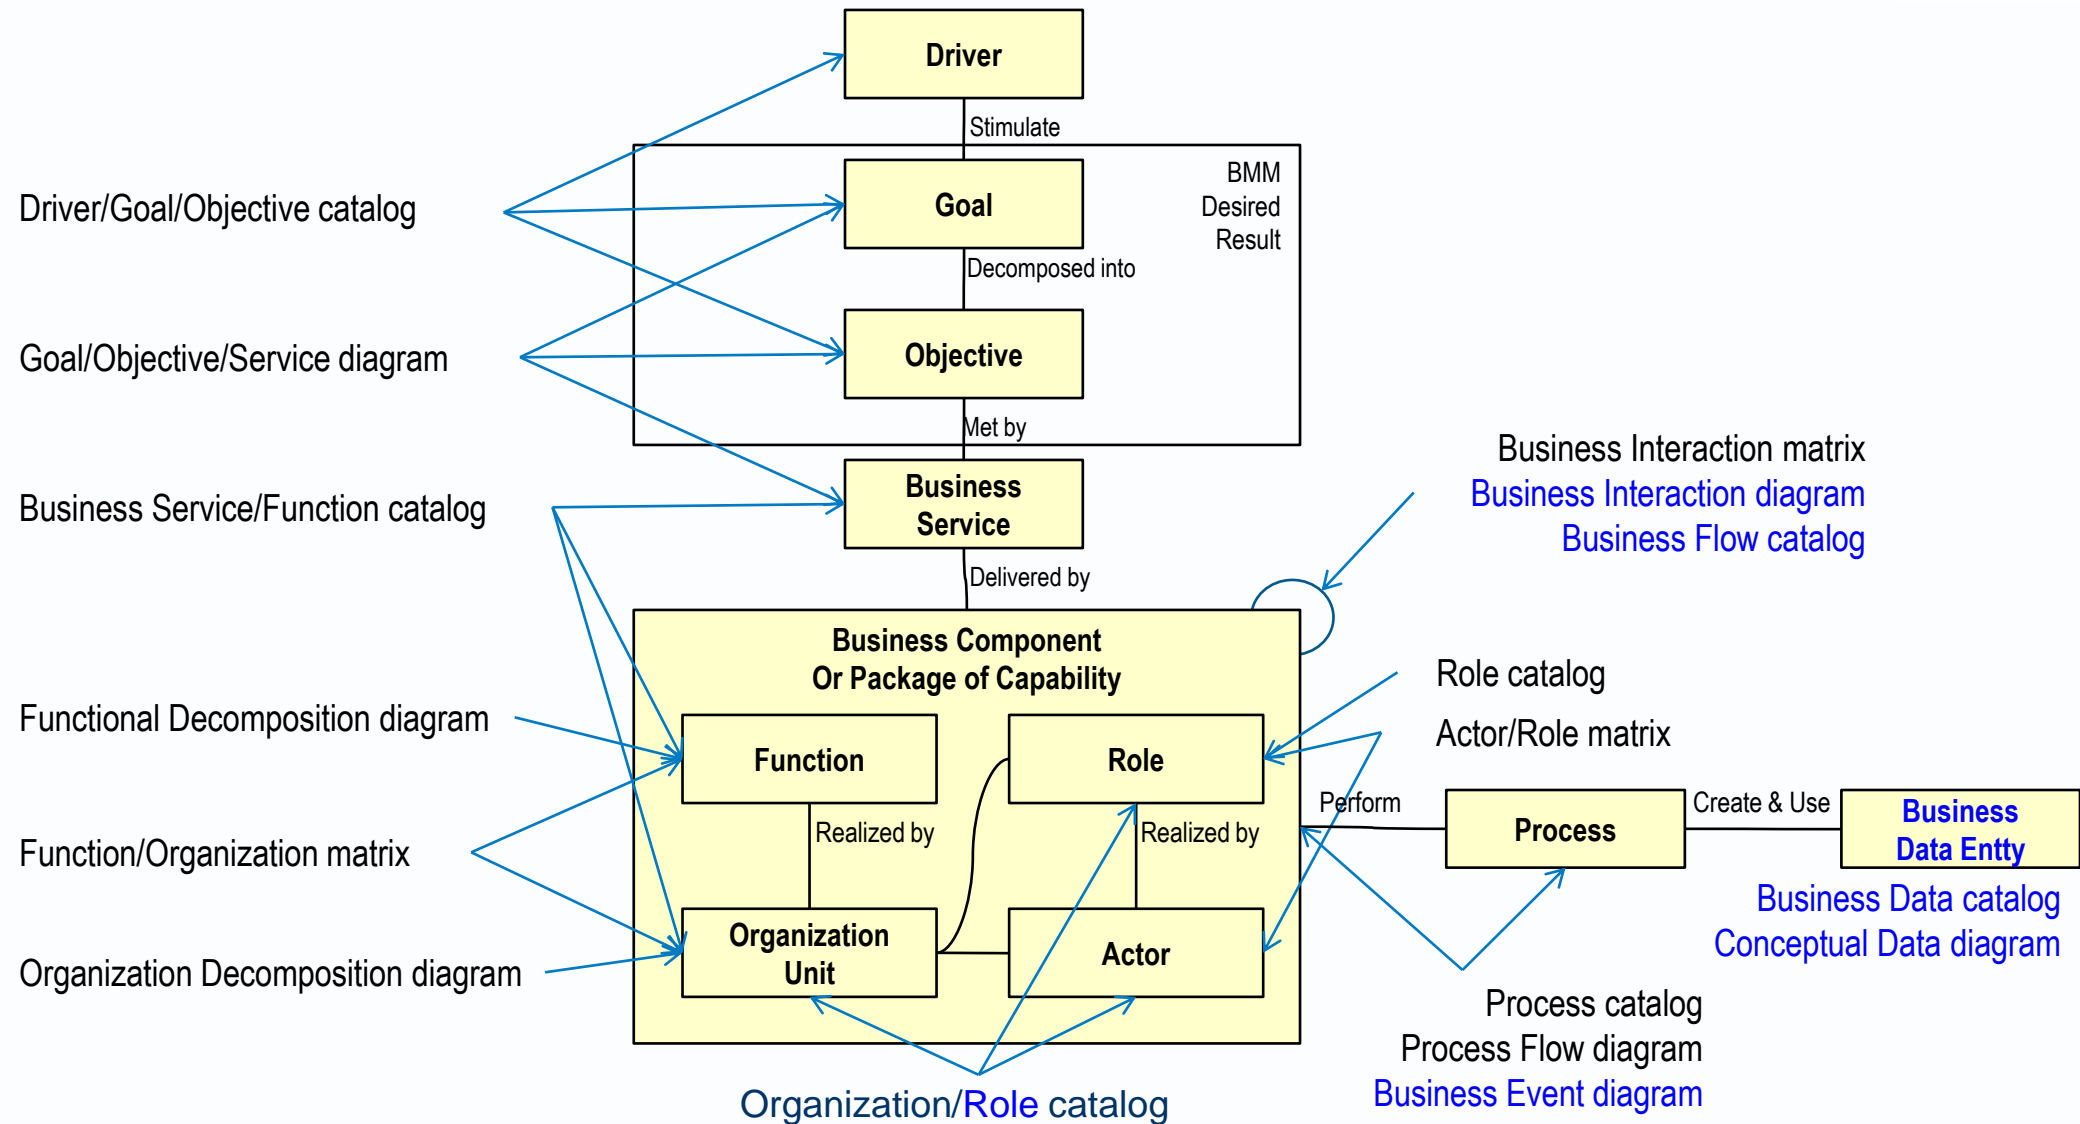 Driver
Stimulate
BMM
Desired
Result
Driver/Goal/Objective catalog
Goal
Decomposed into
Goal/Objective/Service diagram
Objective
Met by
Business Interaction matrix
Business Interaction diagram
Business Flow catalog
Business Service/Function catalog
Business
Service
Delivered by
Business Component
Or Package of Capability
Role catalog
Actor/Role matrix
Functional Decomposition diagram
Function
Role
Realized by
Realized by
Perform
Process
Create & Use
Business
Data Entty
Function/Organization matrix
Business Data catalog
Conceptual Data diagram
Organization
Unit
Actor
Organization Decomposition diagram
Process catalog
Process Flow diagram
Business Event diagram
Organization/Role catalog